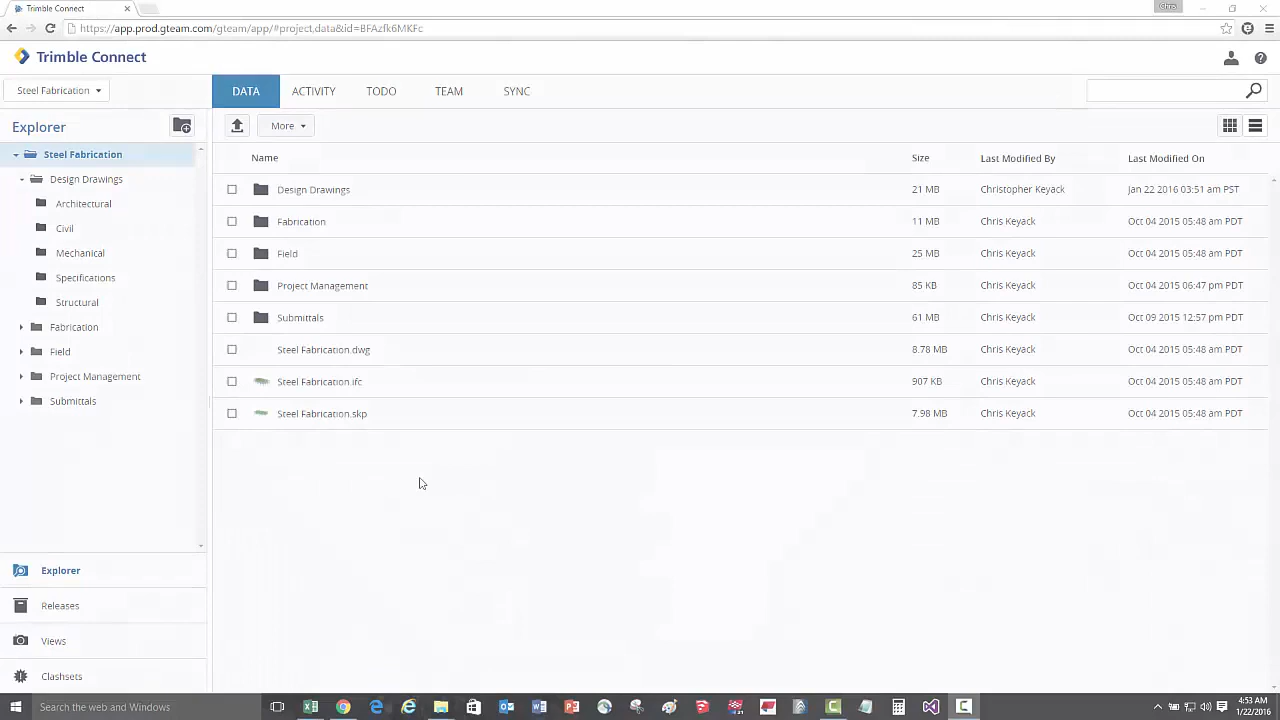 Trimble Connect
Chris
https://app.prod.gteam.com/gteam/app/#project,data&id=BFAzfk6MKFc
Trimble Connect
Steel Fabrication
DATA
ACTIVITY
TODO
TEAM
SYNC
Explorer
More
Steel Fabrication
Design Drawings
Architectural
Civil
Mechanical
Specifications
Structural
Fabrication
Field
Project Management
Submittals
Name Size Last Modified By Last Modified On
Design Drawings 21 MB Christopher Keyack Jan 22 2016 03:51 am PST
Fabrication 11 MB Chris Keyack Oct 04 2015 05:48 am PDT
Field 25 MB Chris Keyack Oct 04 2015 05:48 am PDT
Project Management 85 KB Chris Keyack Oct 04 2015 06:47 pm PDT
Submittals 61 MB Chris Keyack Oct 09 2015 12:57 pm PDT
Steel Fabrication.dwg 8.78 MB Chris Keyack Oct 04 2015 05:48 am PDT
Steel Fabrication.ifc 907 KB Chris Keyack Oct 04 2015 05:48 am PDT
Steel Fabrication.skp 7.98 MB Chris Keyack Oct 04 2015 05:48 am PDT
Explorer
Releases
Views
Clashsets
Search the web and Windows
4:53 AM
1/22/2016